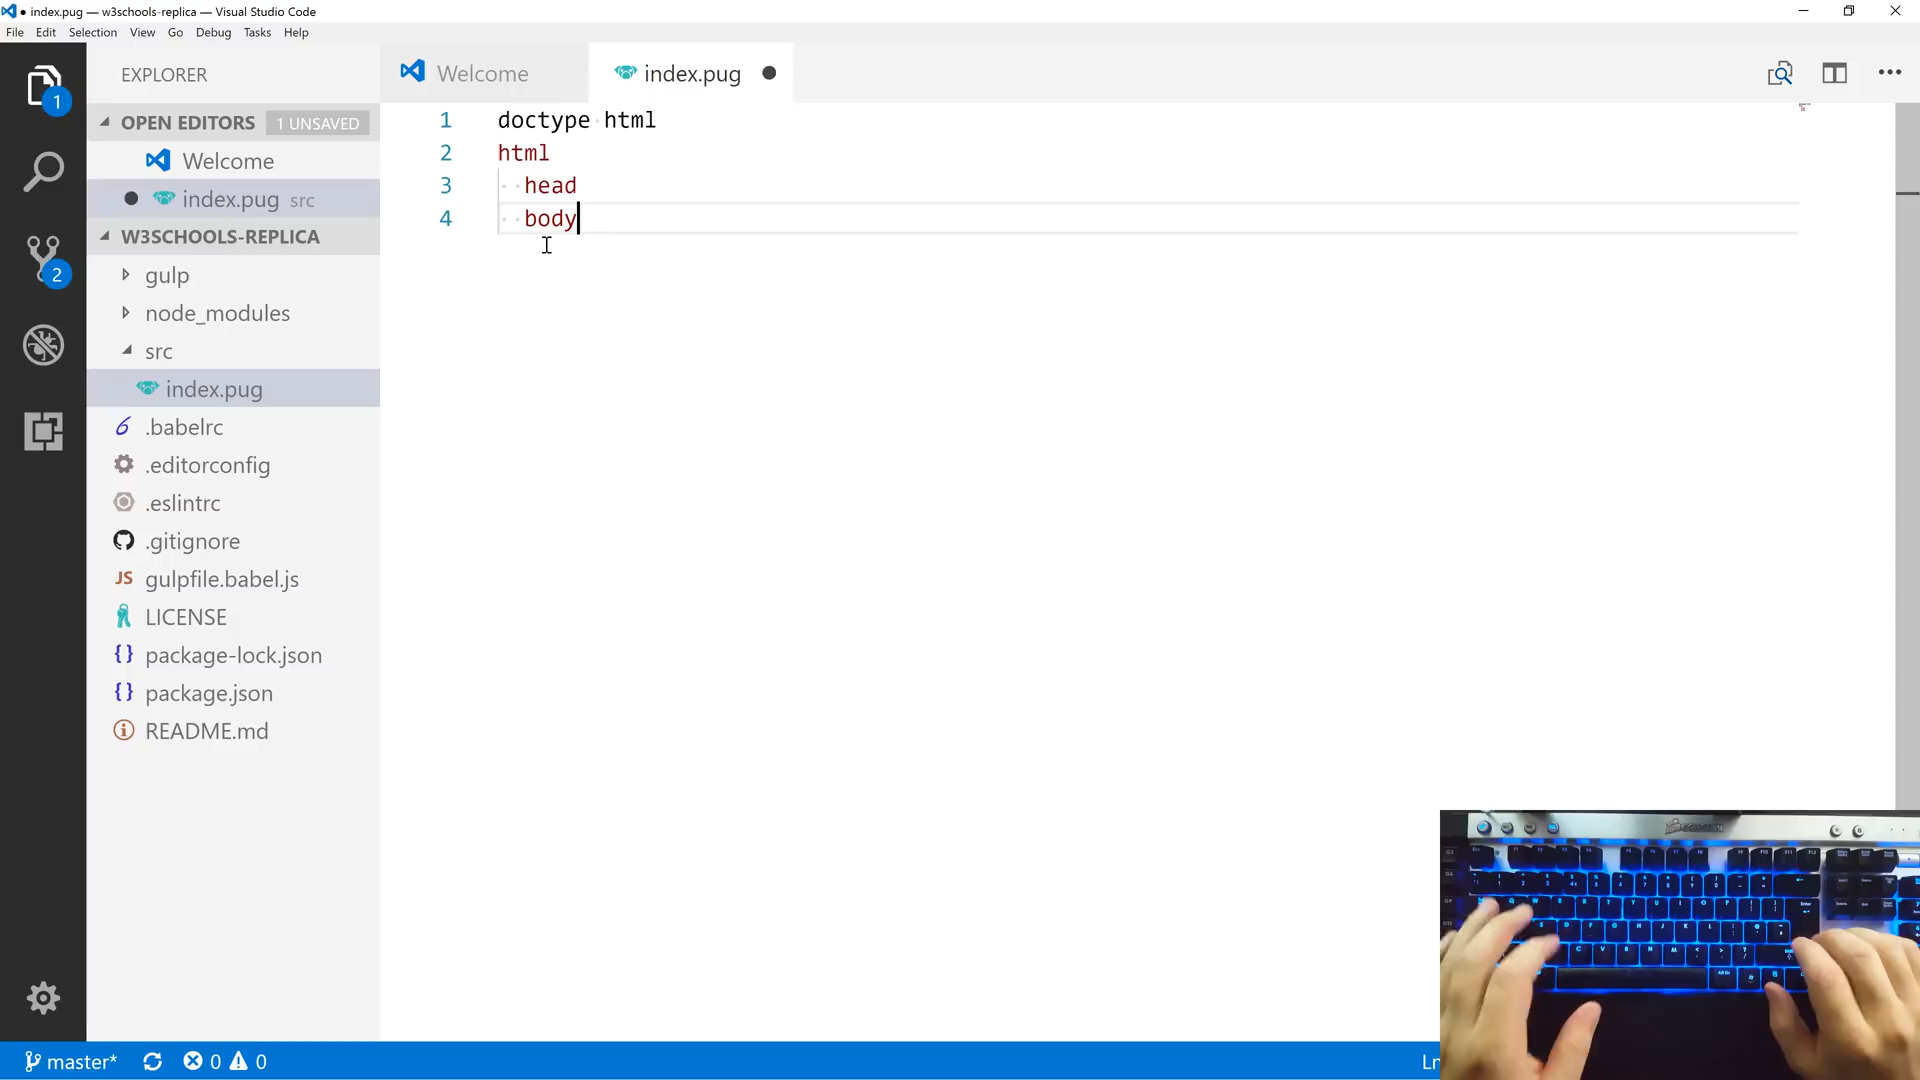 ● index.pug — w3schools-replica — Visual Studio Code
File Edit Selection View Go Debug Tasks Help
EXPLORER
Welcome
index.pug
1
OPEN EDITORS 1 UNSAVED
Welcome
index.pug src
W3SCHOOLS-REPLICA
2
gulp
node_modules
src
index.pug
.babelrc
.editorconfig
.eslintrc
.gitignore
JS gulpfile.babel.js
LICENSE
{} package-lock.json
{} package.json
README.md
1 doctype html
2 html
3 head
4 body
master* 0 0
Ln